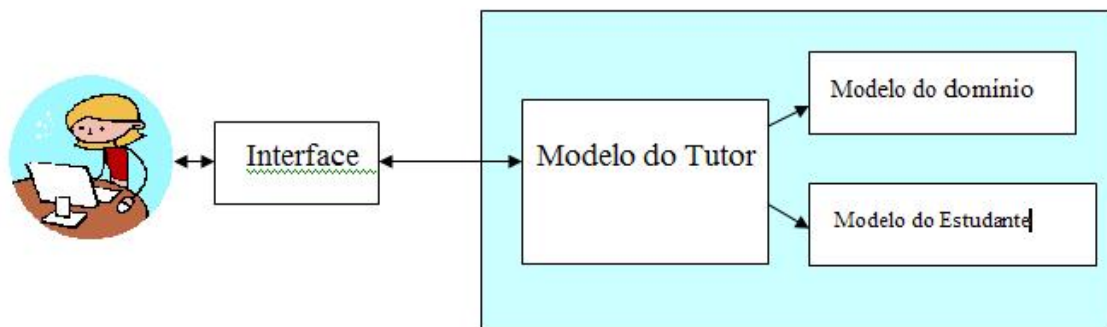 Interface
Modelo do Tutor
Modelo do domínio
Modelo do Estudante